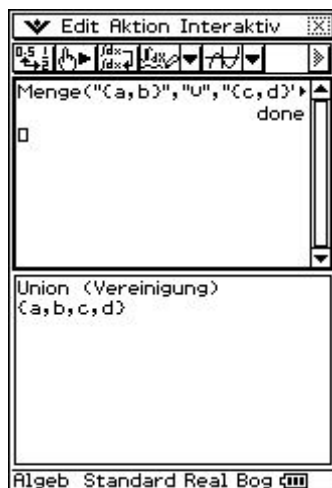 Edit Aktion Interaktiv
Menge("{a,b}","U","{c,d}"
done
Union (Vereinigung)
{a,b,c,d}
Algeb Standard Real Bog